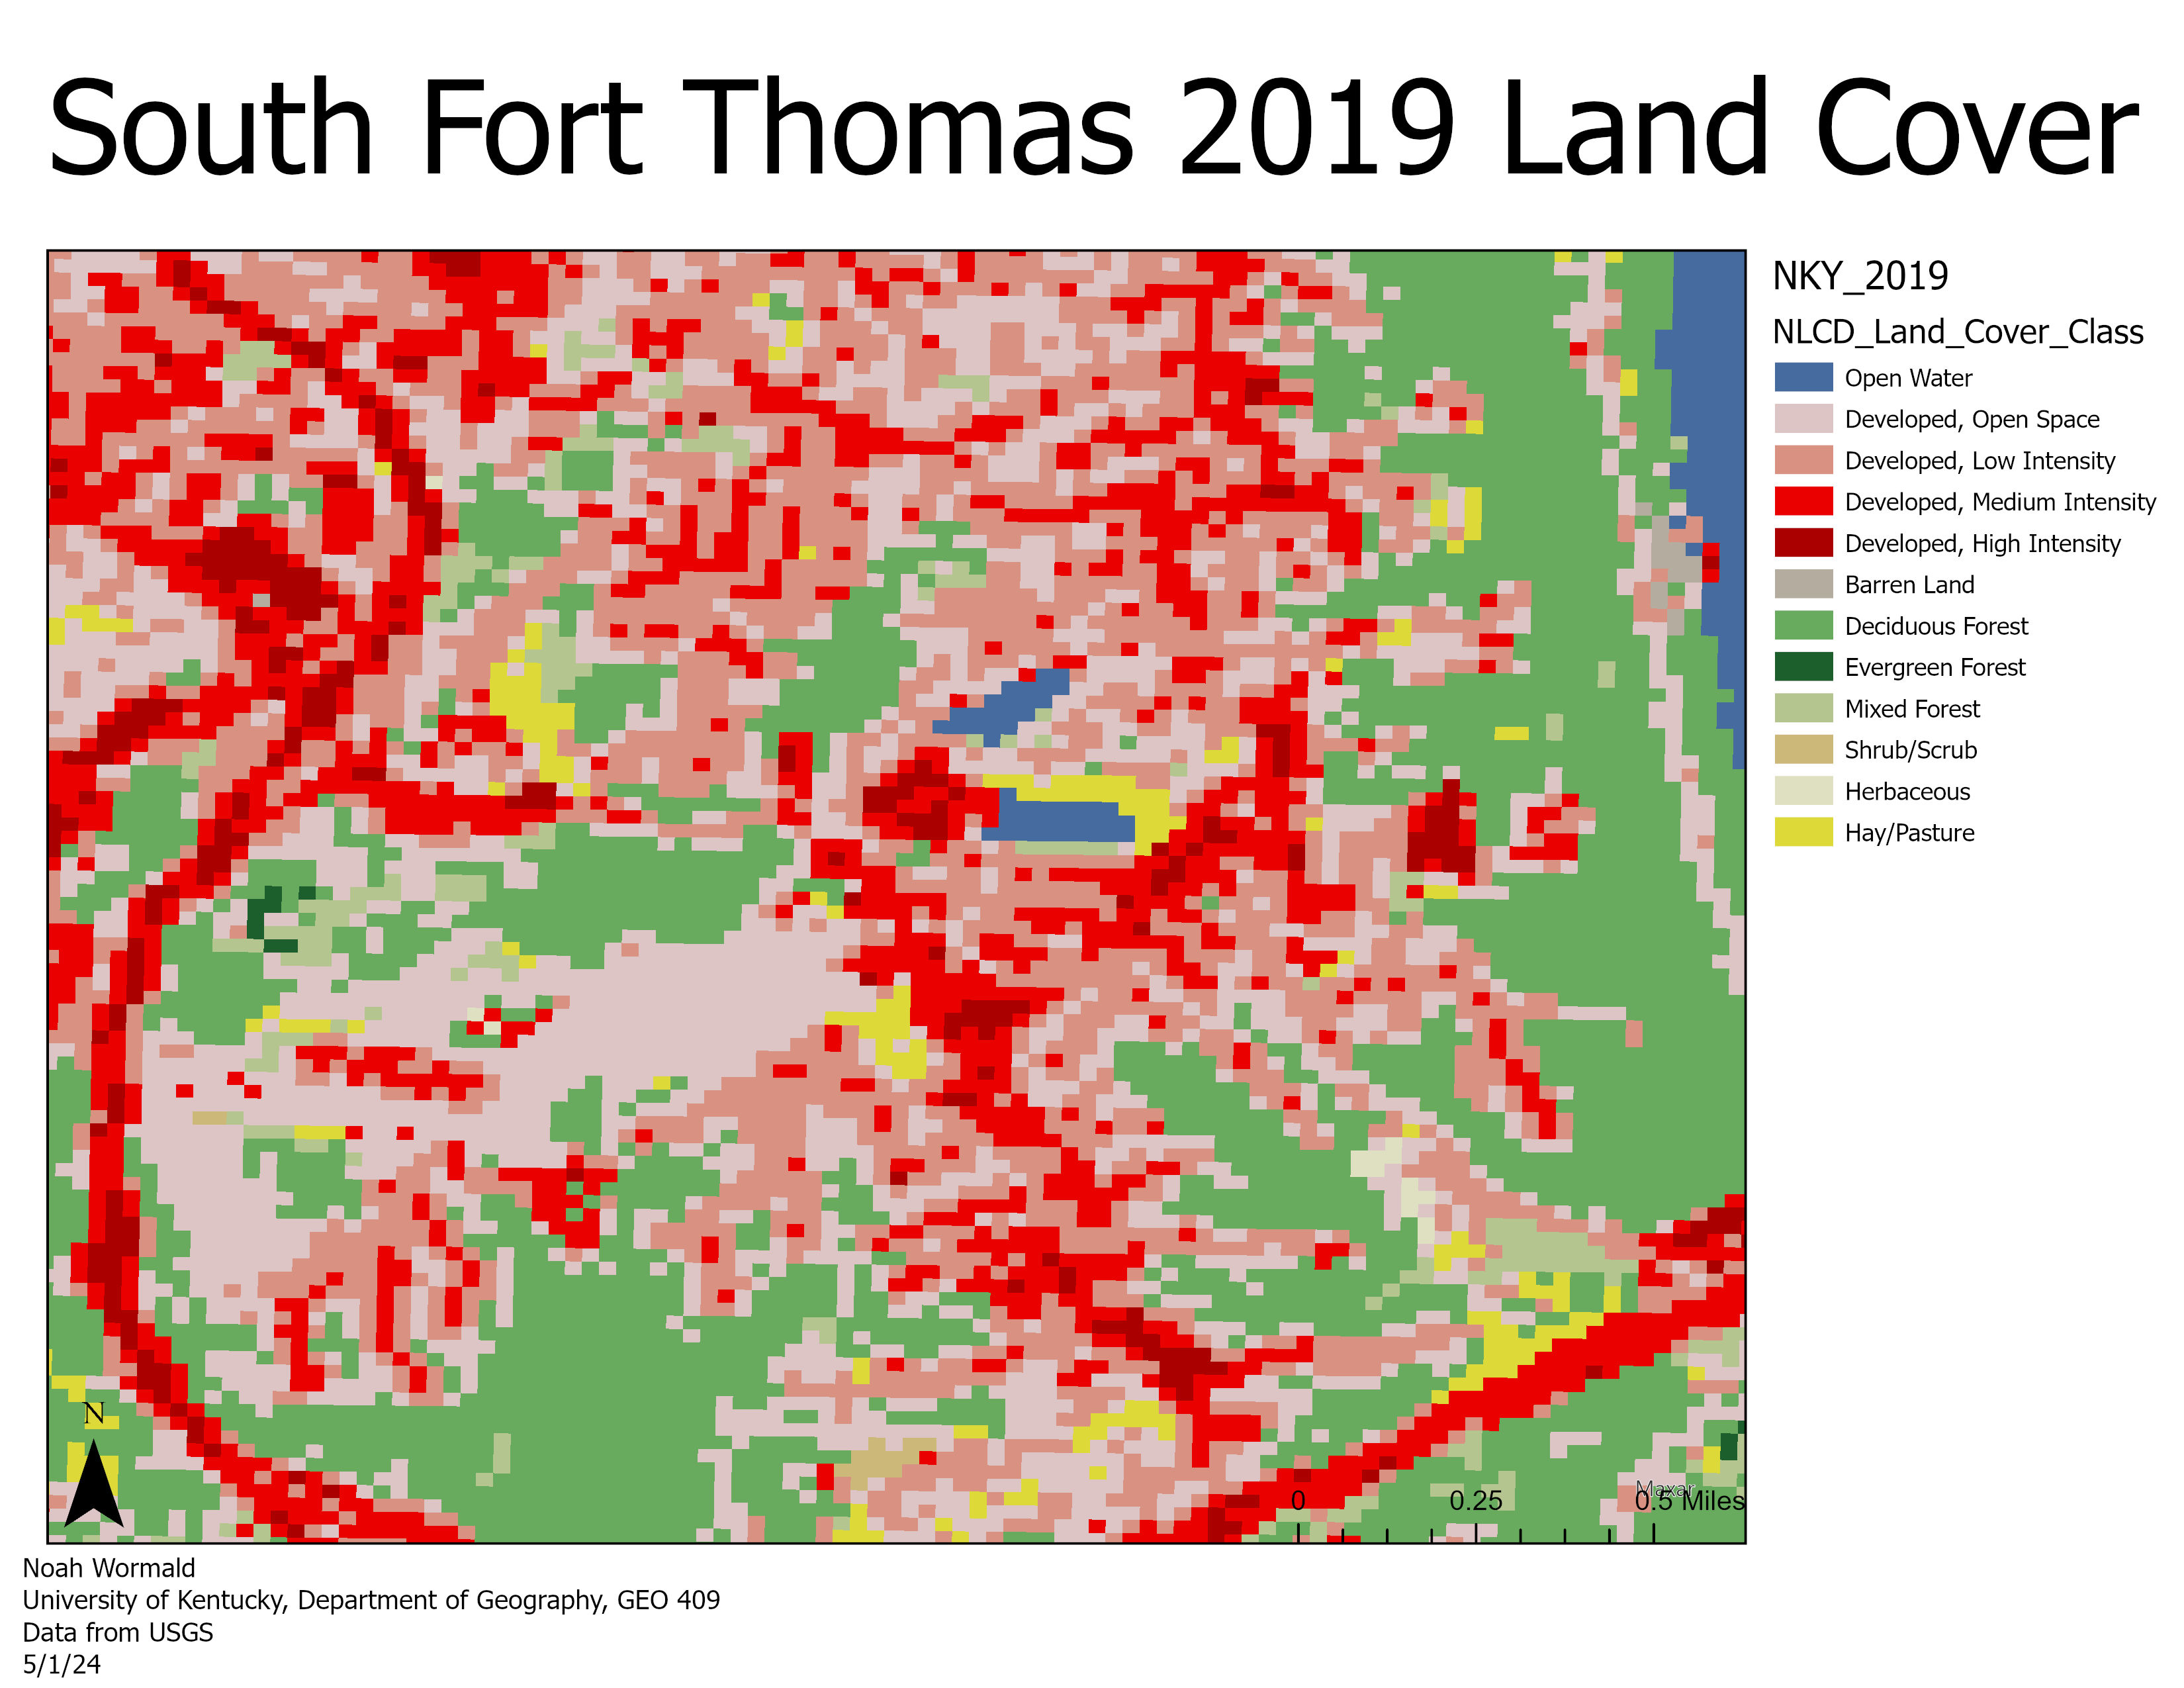 South Fort Thomas 2019 Land Cover
NKY_2019
NLCD_Land_Cover_Class
Open Water
Developed, Open Space
Developed, Low Intensity
Developed, Medium Intensity
Developed, High Intensity
Barren Land
Deciduous Forest
Evergreen Forest
Mixed Forest
Shrub/Scrub
Herbaceous
Hay/Pasture
N
Maxar
0 0.25 0.5 Miles
Noah Wormald
University of Kentucky, Department of Geography, GEO 409
Data from USGS
5/1/24